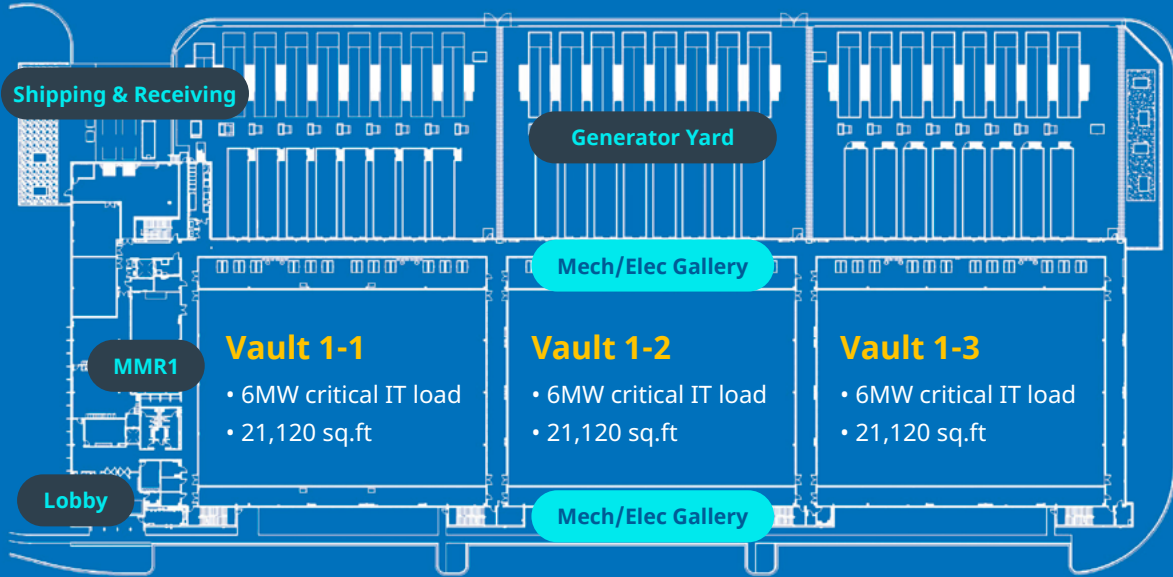 Shipping & Receiving
Generator Yard
Mech/Elec Gallery
MMR1
Vault 1-1
• 6MW critical IT load
• 21,120 sq.ft
Vault 1-2
• 6MW critical IT load
• 21,120 sq.ft
Vault 1-3
• 6MW critical IT load
• 21,120 sq.ft
Lobby
Mech/Elec Gallery